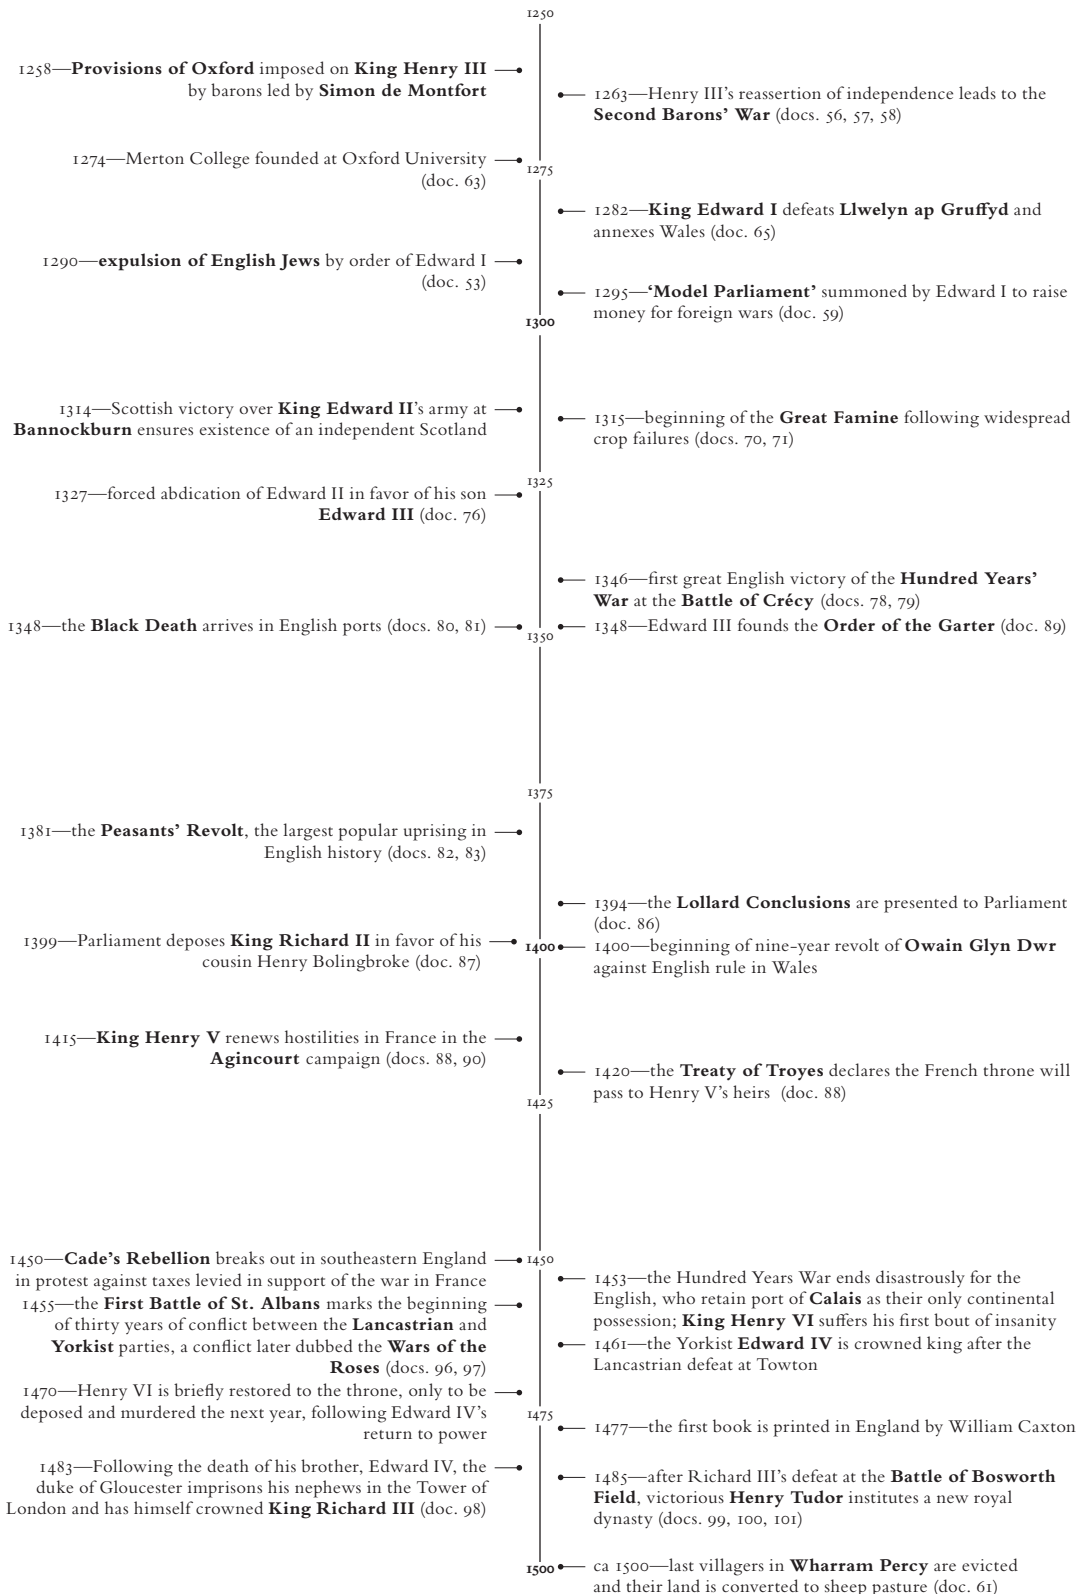 1250
1258—Provisions of Oxford imposed on King Henry III
by barons led by Simon de Montfort
1263—Henry III’s reassertion of independence leads to the
Second Barons’ War (docs. 56, 57, 58)
1274—Merton College founded at Oxford University
(doc. 63)
1275
1282—King Edward I defeats Llwelyn ap Gruffyd and
annexes Wales (doc. 65)
1290—expulsion of English Jews by order of Edward I
(doc. 53)
1295—‘Model Parliament’ summoned by Edward I to raise
money for foreign wars (doc. 59)
1300
1314—Scottish victory over King Edward II’s army at
Bannockburn ensures existence of an independent Scotland
1315—beginning of the Great Famine following widespread
crop failures (docs. 70, 71)
1325
1327—forced abdication of Edward II in favor of his son
Edward III (doc. 76)
1346—first great English victory of the Hundred Years’
War at the Battle of Crécy (docs. 78, 79)
1348—the Black Death arrives in English ports (docs. 80, 81)
1348—Edward III founds the Order of the Garter (doc. 89)
1350
1375
1381—the Peasants’ Revolt, the largest popular uprising in
English history (docs. 82, 83)
1394—the Lollard Conclusions are presented to Parliament
(doc. 86)
1399—Parliament deposes King Richard II in favor of his
cousin Henry Bolingbroke (doc. 87)
1400
1400—beginning of nine-year revolt of Owain Glyn Dwr
against English rule in Wales
1415—King Henry V renews hostilities in France in the
Agincourt campaign (docs. 88, 90)
1420—the Treaty of Troyes declares the French throne will
pass to Henry V’s heirs (doc. 88)
1425
1450—Cade’s Rebellion breaks out in southeastern England
in protest against taxes levied in support of the war in France
1450
1453—the Hundred Years War ends disastrously for the
English, who retain port of Calais as their only continental
possession; King Henry VI suffers his first bout of insanity
1455—the First Battle of St. Albans marks the beginning
of thirty years of conflict between the Lancastrian and
Yorkist parties, a conflict later dubbed the Wars of the
Roses (docs. 96, 97)
1461—the Yorkist Edward IV is crowned king after the
Lancastrian defeat at Towton
1470—Henry VI is briefly restored to the throne, only to be
deposed and murdered the next year, following Edward IV’s
return to power
1475
1477—the first book is printed in England by William Caxton
1483—Following the death of his brother, Edward IV, the
duke of Gloucester imprisons his nephews in the Tower of
London and has himself crowned King Richard III (doc. 98)
1485—after Richard III’s defeat at the Battle of Bosworth
Field, victorious Henry Tudor institutes a new royal
dynasty (docs. 99, 100, 101)
1500
ca 1500—last villagers in Wharram Percy are evicted
and their land is converted to sheep pasture (doc. 61)